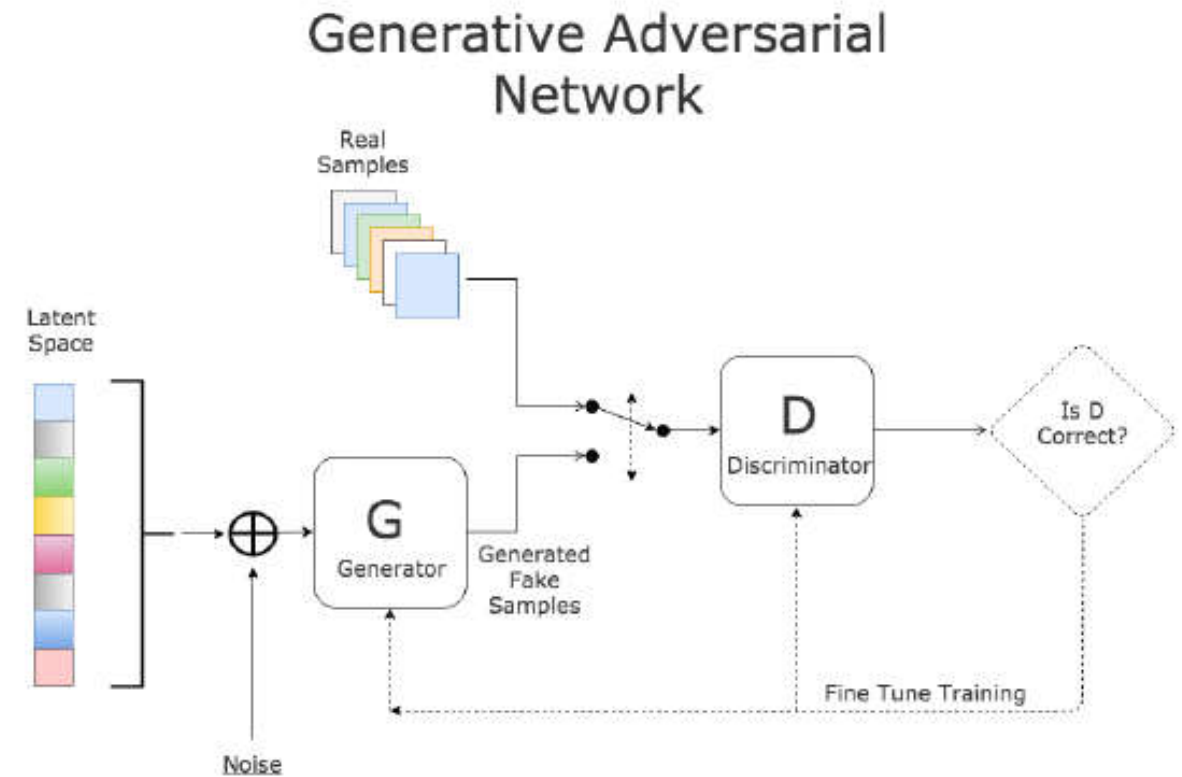 Generative Adversarial
Network
Real
Samples
Latent
Space
D
Discriminator
Is D
Correct?
G
Generator
Generated
Fake
Samples
Fine Tune Training
Noise